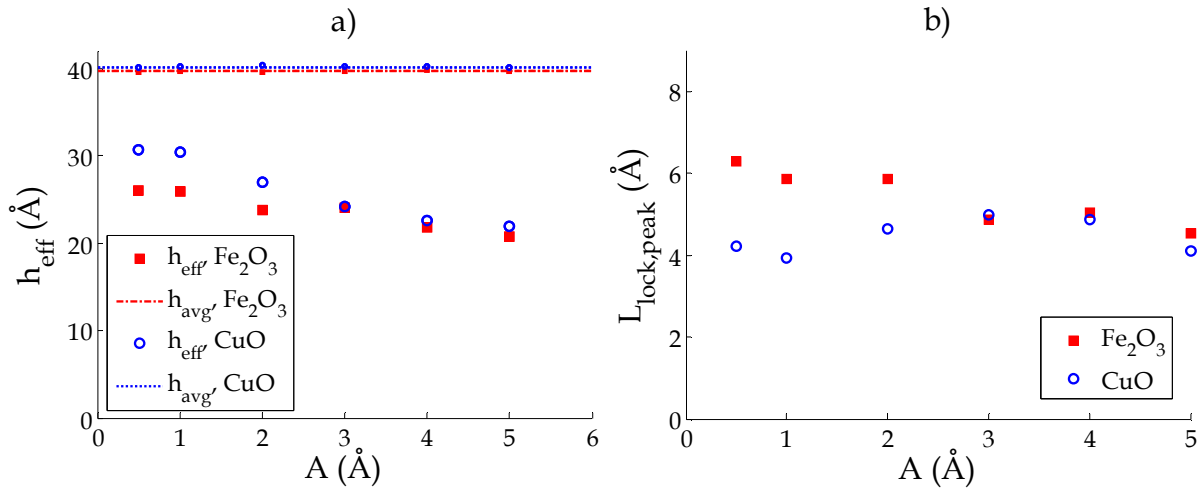 a)
40
30
20
10
0
h_eff (Å)
h_eff, Fe₂O₃
h_avg, Fe₂O₃
h_eff, CuO
h_avg, CuO
0 1 2 3 4 5 6
A (Å)
b)
8
6
4
2
0
L_lock,peak (Å)
Fe₂O₃
CuO
0 1 2 3 4 5
A (Å)